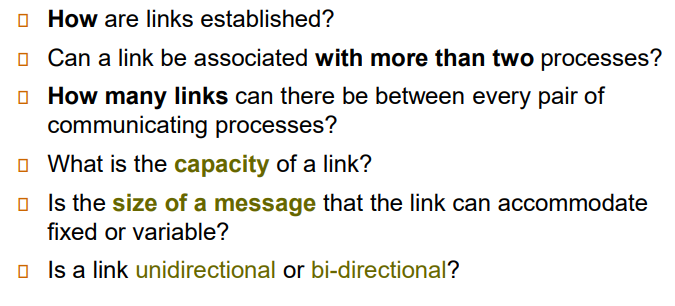 How are links established?
Can a link be associated with more than two processes?
How many links can there be between every pair of
communicating processes?
What is the capacity of a link?
Is the size of a message that the link can accommodate
fixed or variable?
Is a link unidirectional or bi-directional?